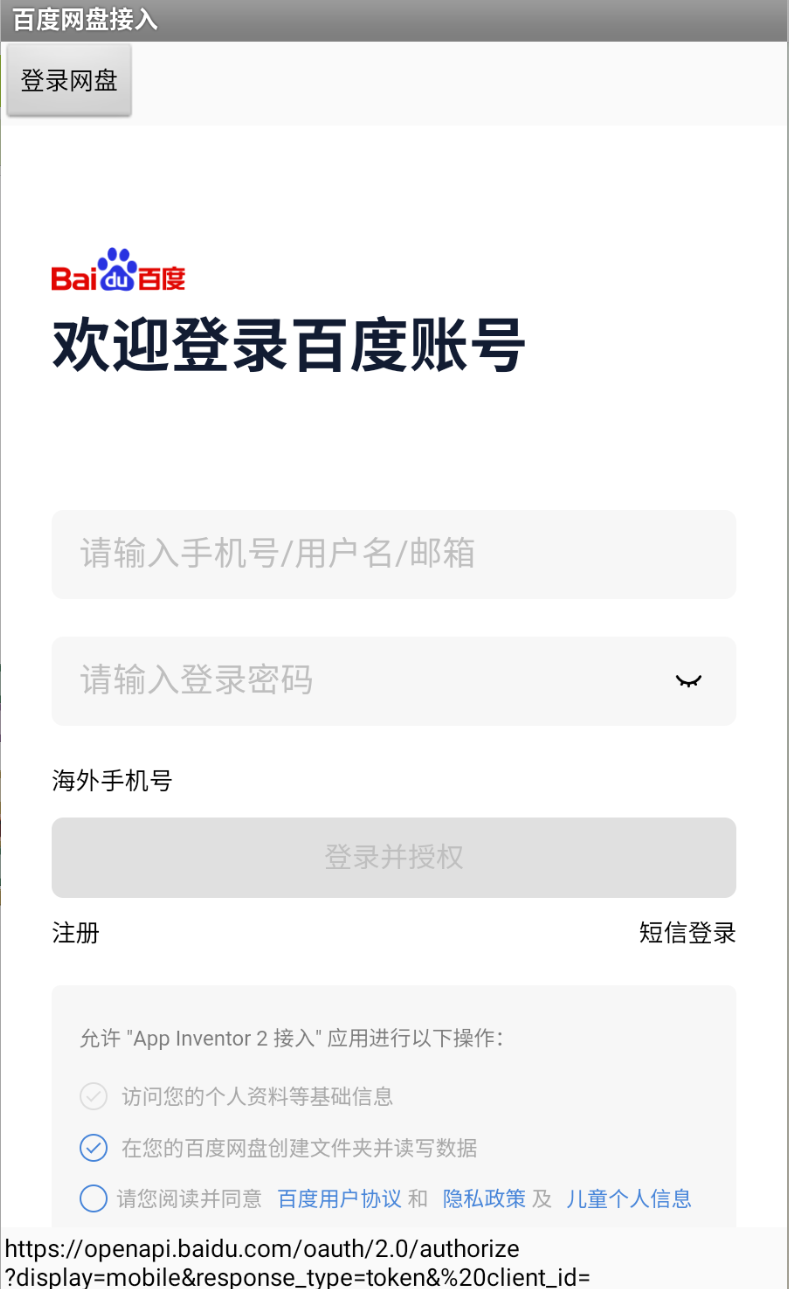 百度网盘接入
登录网盘
Bai du 百度
欢迎登录百度账号
请输入手机号/用户名/邮箱
请输入登录密码
海外手机号
登录并授权
注册 短信登录
允许 "App Inventor 2 接入" 应用进行以下操作：
访问您的个人资料等基础信息
在您的百度网盘创建文件夹并读写数据
请您阅读并同意 百度用户协议 和 隐私政策 及 儿童个人信息
https://openapi.baidu.com/oauth/2.0/authorize
?display=mobile&response_type=token&%20client_id=